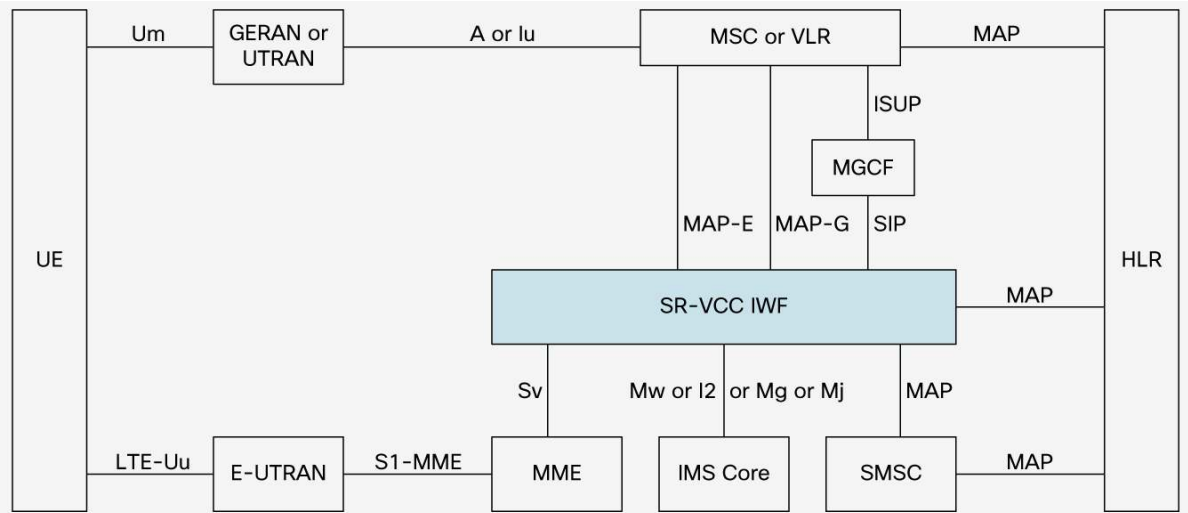 Um
GERAN or
UTRAN
A or Iu
MSC or VLR
MAP
ISUP
MGCF
MAP-E
MAP-G
SIP
UE
HLR
SR-VCC IWF
MAP
Sv
Mw or I2
or Mg or Mj
MAP
LTE-Uu
E-UTRAN
S1-MME
MME
IMS Core
SMSC
MAP